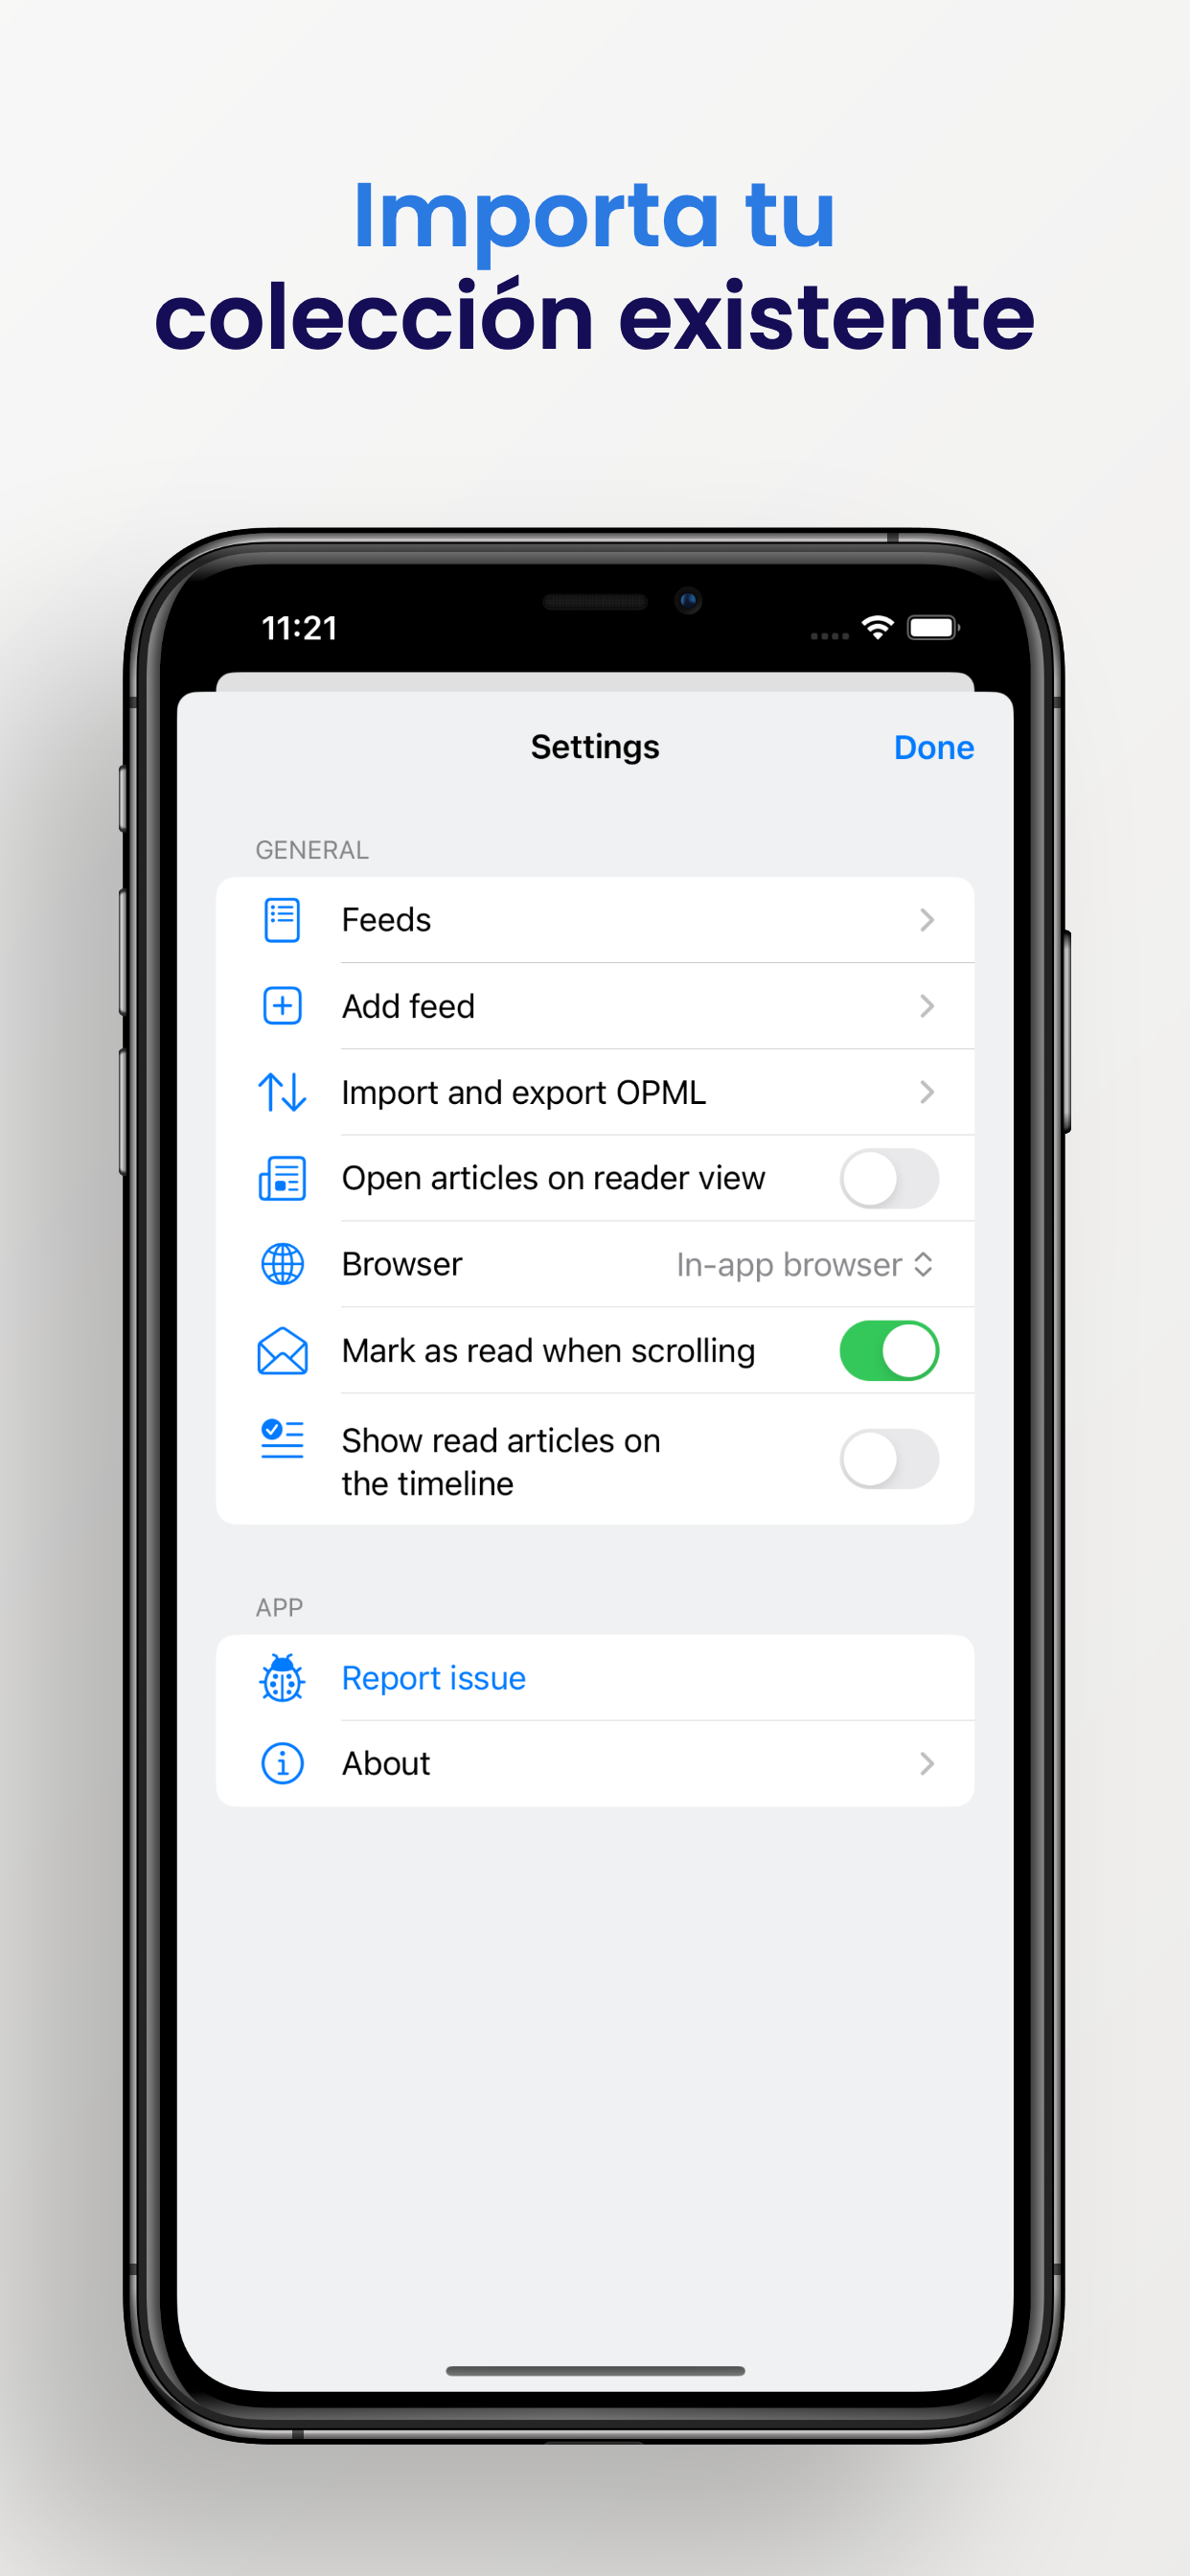 Importa tu
colección existente
11:21
Settings
Done
GENERAL
Feeds
Add feed
Import and export OPML
Open articles on reader view
Browser
In-app browser
Mark as read when scrolling
Show read articles on
the timeline
APP
Report issue
About